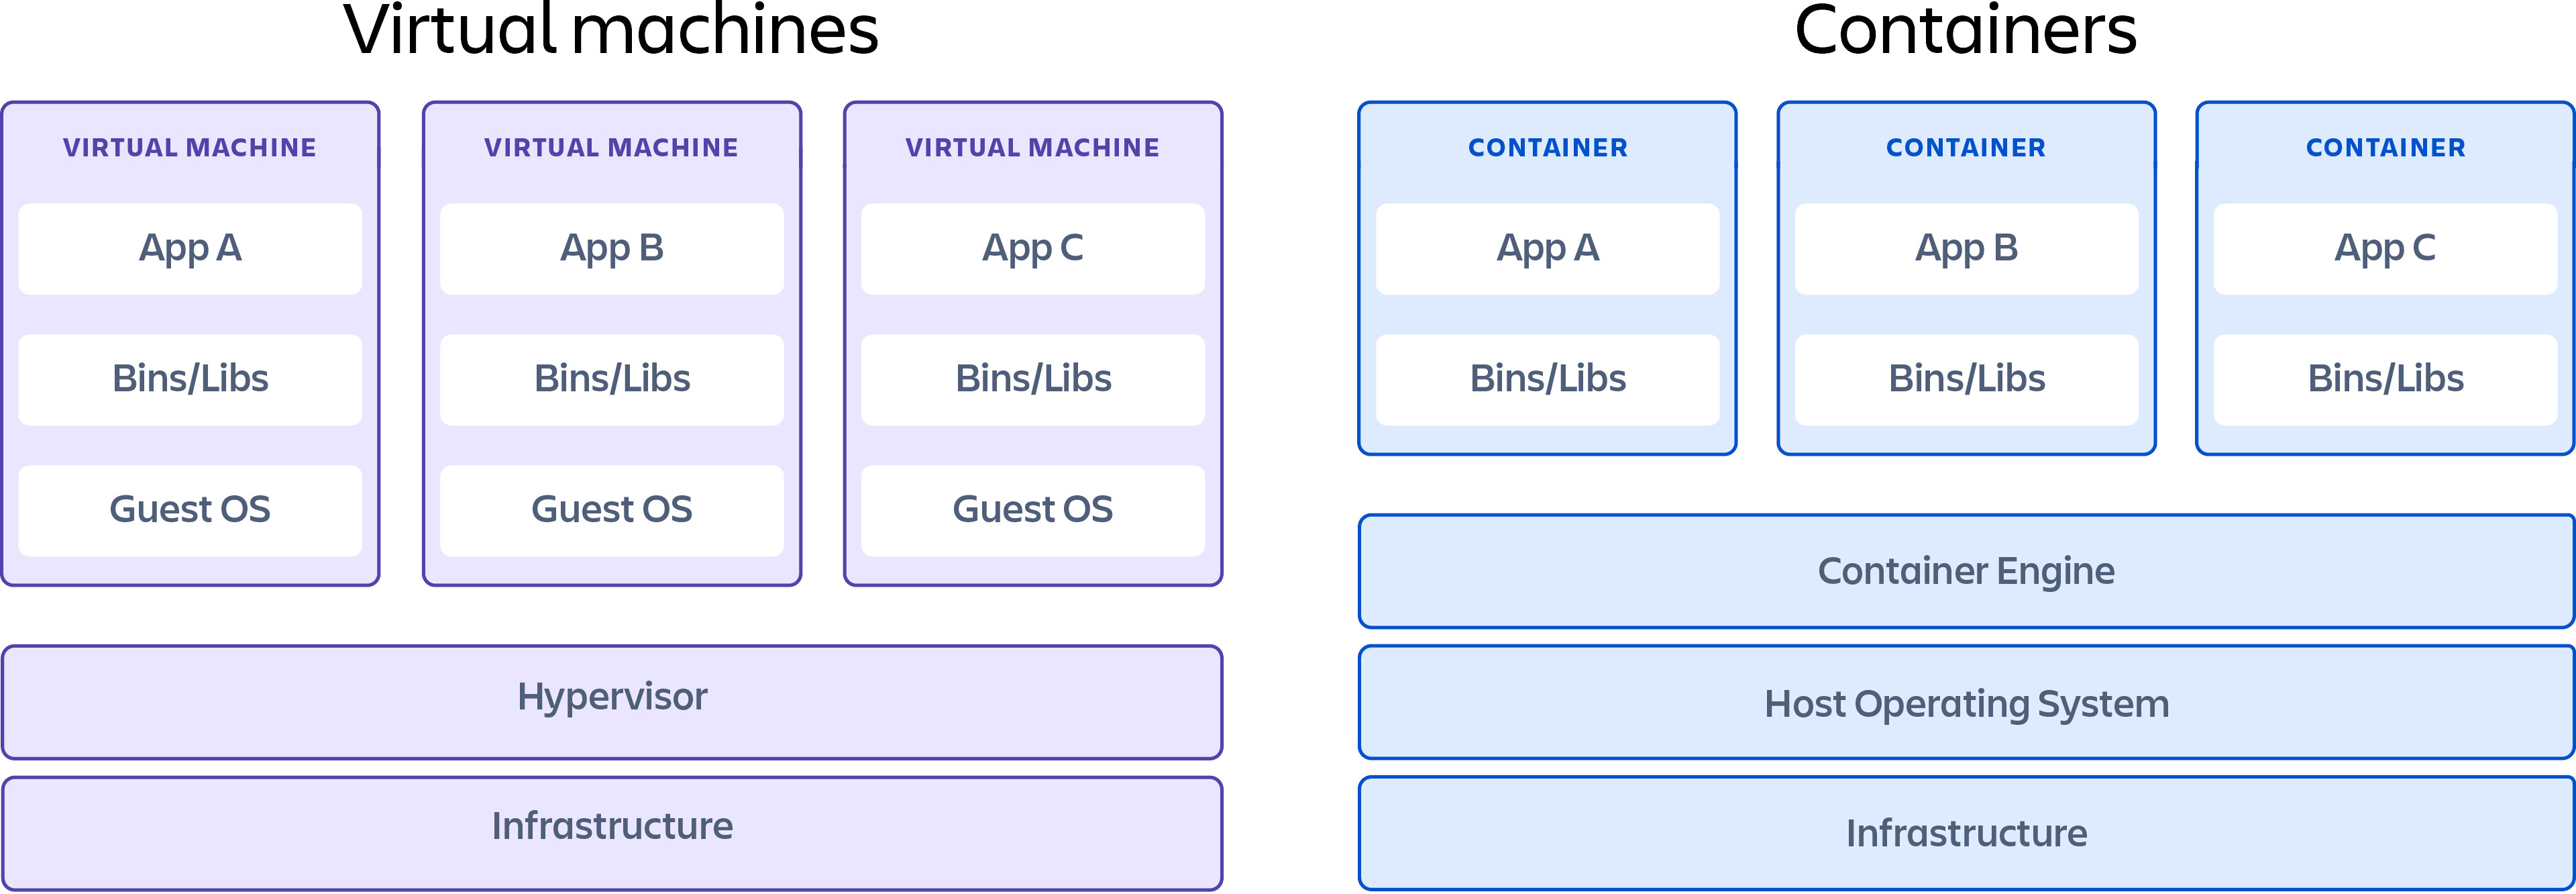 Virtual machines
VIRTUAL MACHINE
App A
Bins/Libs
Guest OS
VIRTUAL MACHINE
App B
Bins/Libs
Guest OS
VIRTUAL MACHINE
App C
Bins/Libs
Guest OS
Hypervisor
Infrastructure
Containers
CONTAINER
App A
Bins/Libs
CONTAINER
App B
Bins/Libs
CONTAINER
App C
Bins/Libs
Container Engine
Host Operating System
Infrastructure